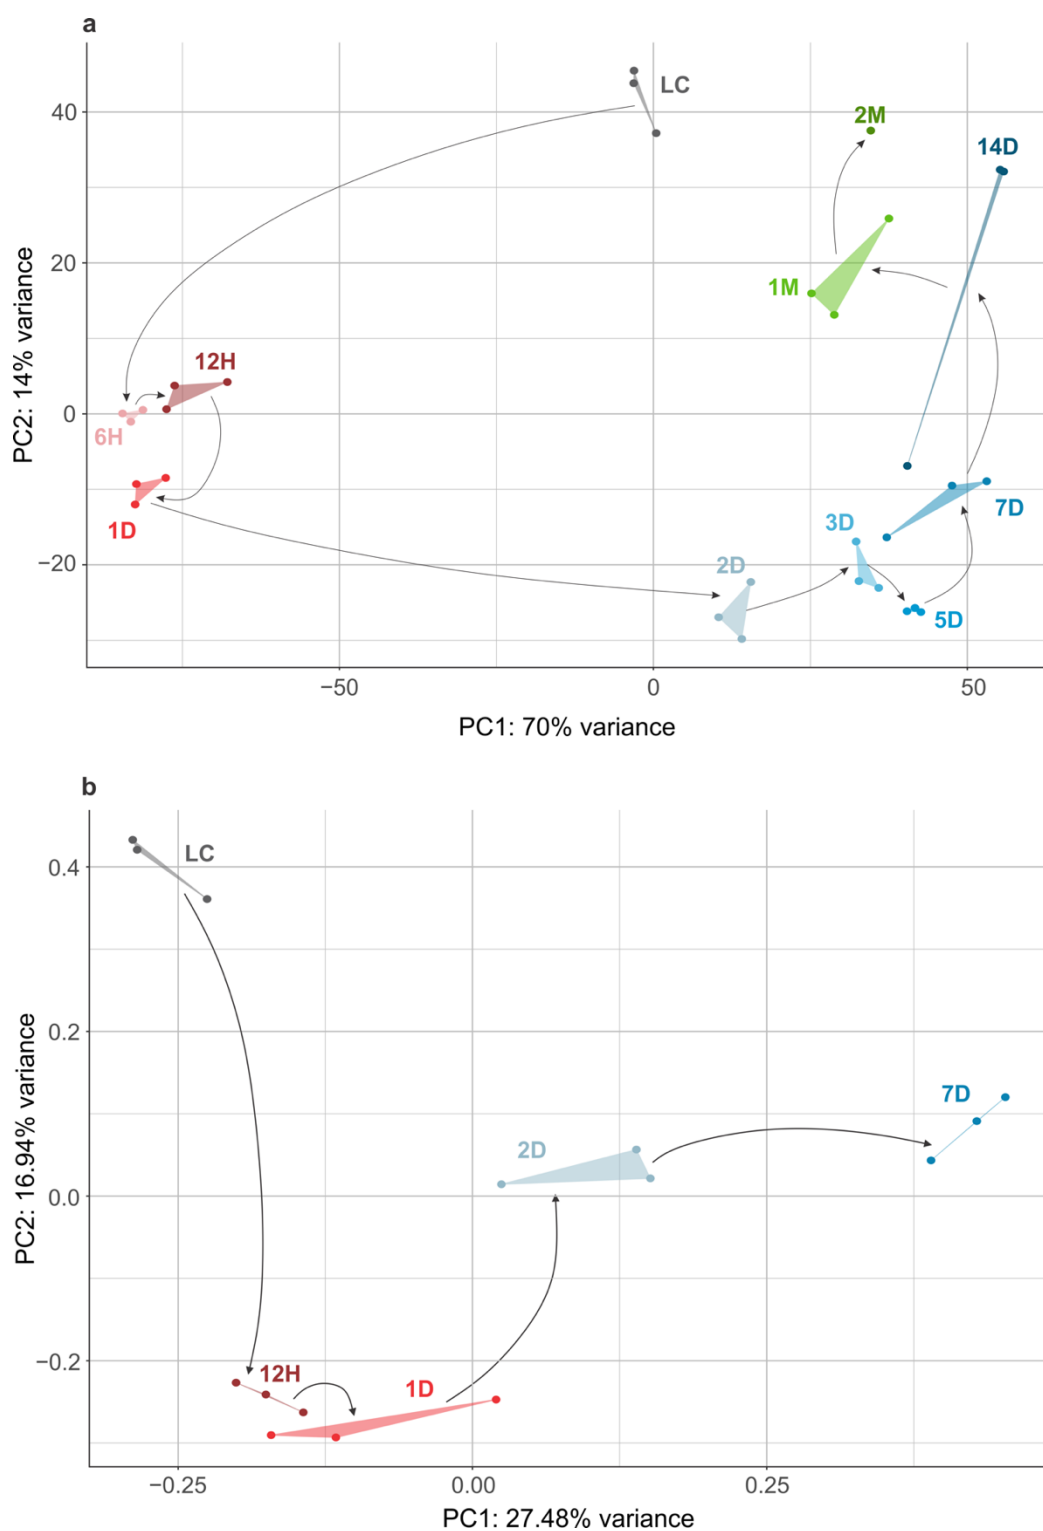 a
LC
2M
14D
40
20
1M
12H
0
6H
1D
3D
7D
−20
2D
5D
−50
0
50
PC2: 14% variance
PC1: 70% variance
b
LC
0.4
0.2
7D
2D
0.0
−0.2
12H
1D
−0.25
0.00
0.25
PC2: 16.94% variance
PC1: 27.48% variance